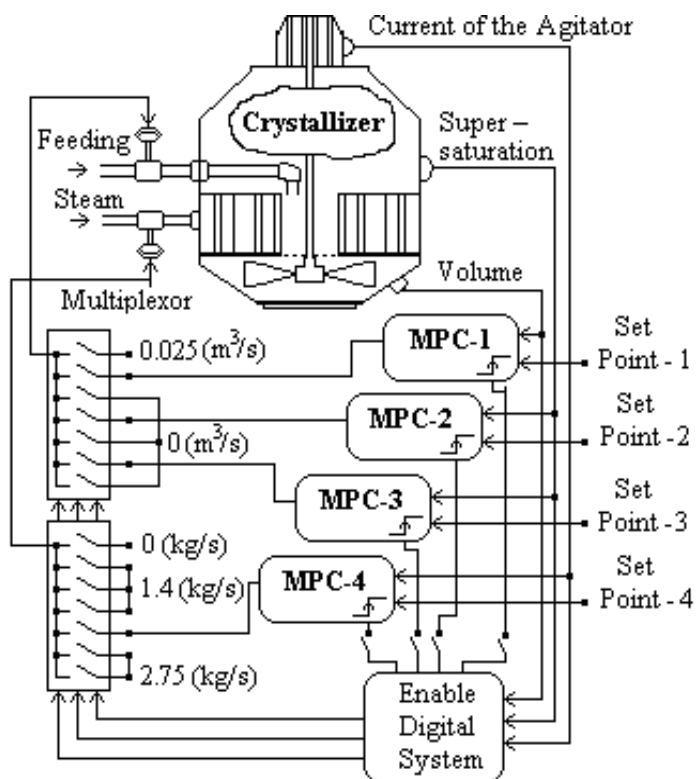 Current of the Agitator
Crystallizer
Super –
saturation
Feeding
Steam
Volume
Multiplexor
0.025 (m³/s)
MPC-1
Set
Point - 1
MPC-2
Set
Point - 2
0 (m³/s)
MPC-3
Set
Point - 3
0 (kg/s)
1.4 (kg/s)
MPC-4
Set
Point - 4
2.75 (kg/s)
Enable
Digital
System